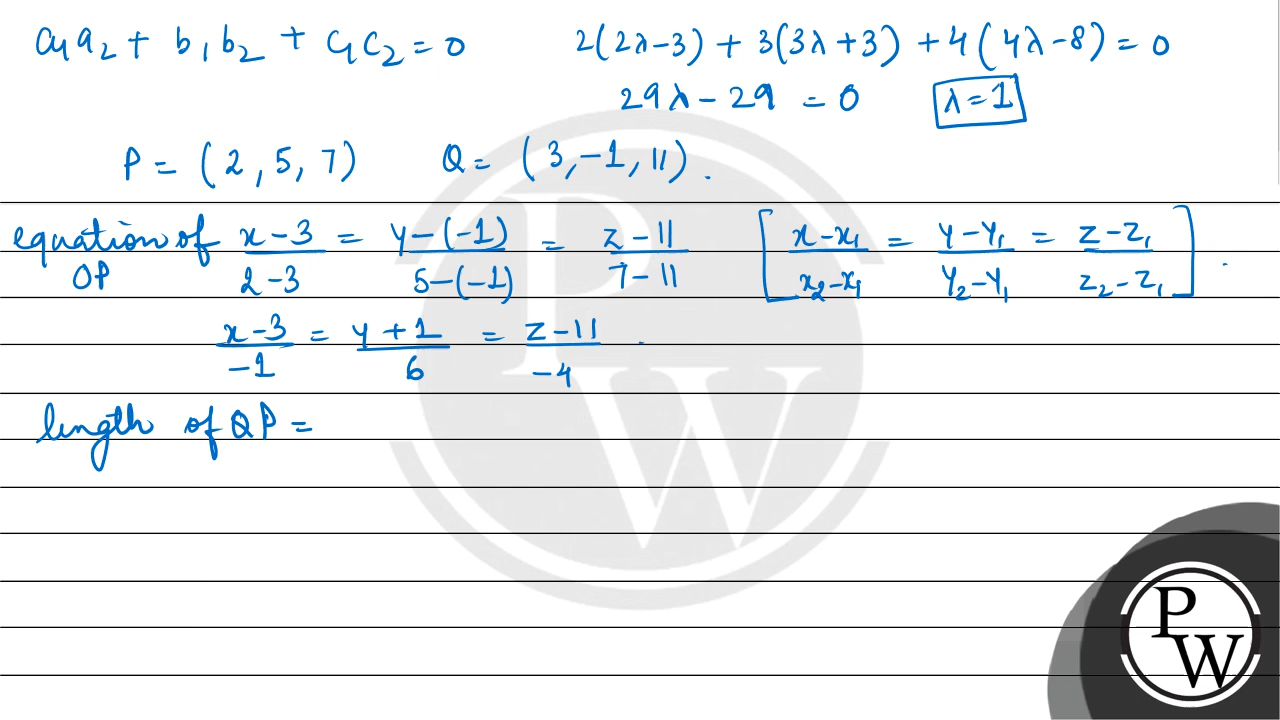 a₁a₂ + b₁b₂ + c₁c₂ = 0 2(2λ-3) + 3(3λ+3) + 4(4λ-8) = 0
29λ - 29 = 0 λ = 1
P = (2, 5, 7) Q = (3, -1, 11).
equation of x-3/2-3 = y-(-1)/5-(-1) = z-11/7-11 [x-x₁/x₂-x₁ = y-y₁/y₂-y₁ = z-z₁/z₂-z₁].
QP
x-3/-1 = y+1/6 = z-11/-4.
length of QP =
PW